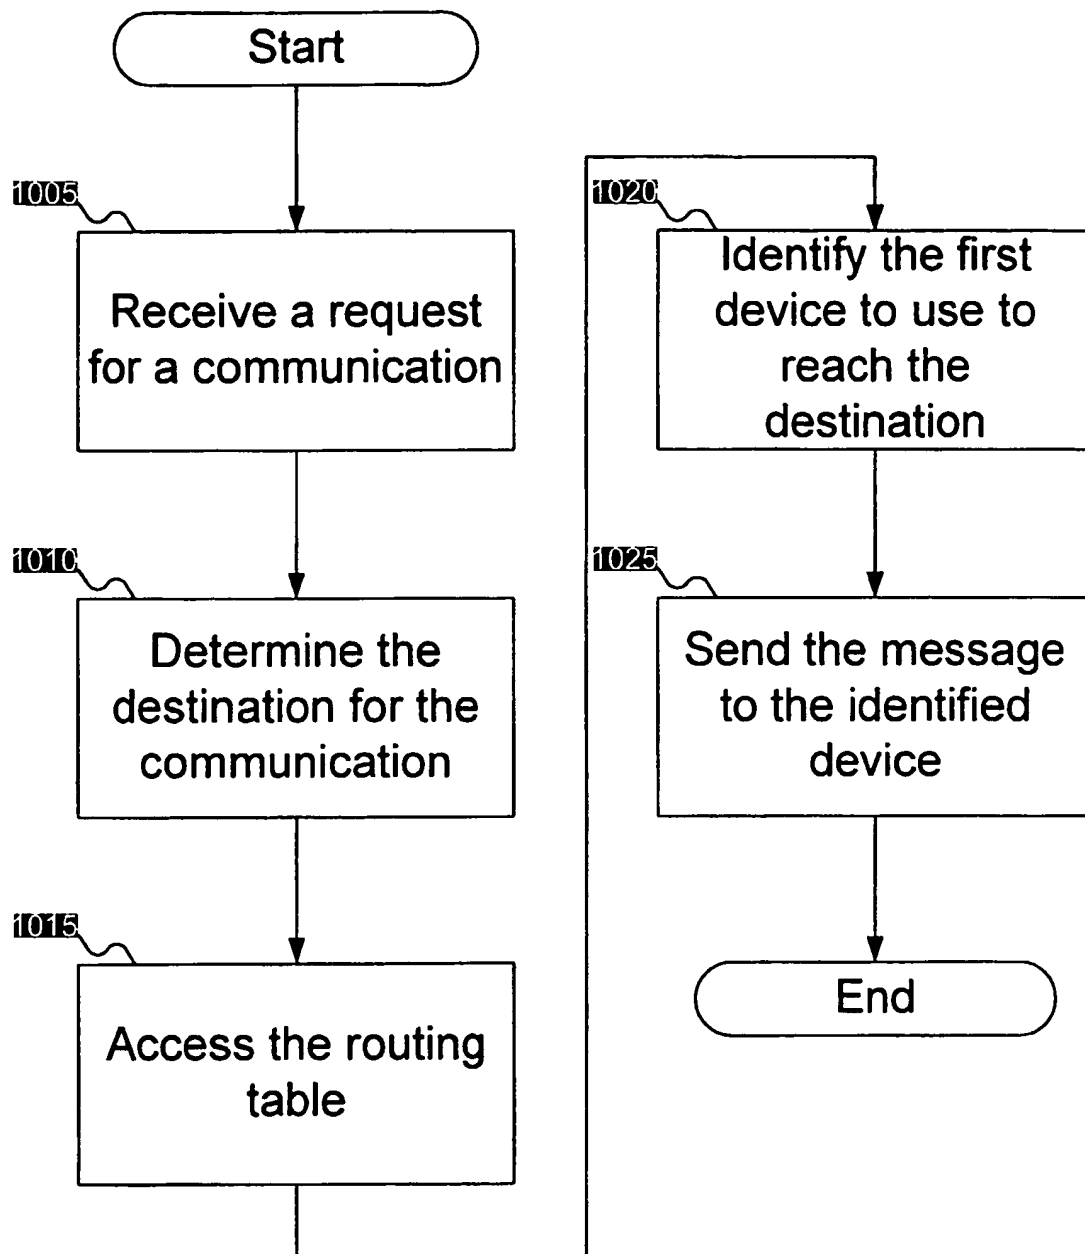 Start
1005
Receive a request
for a communication
1010
Determine the
destination for the
communication
1015
Access the routing
table
1020
Identify the first
device to use to
reach the
destination
1025
Send the message
to the identified
device
End